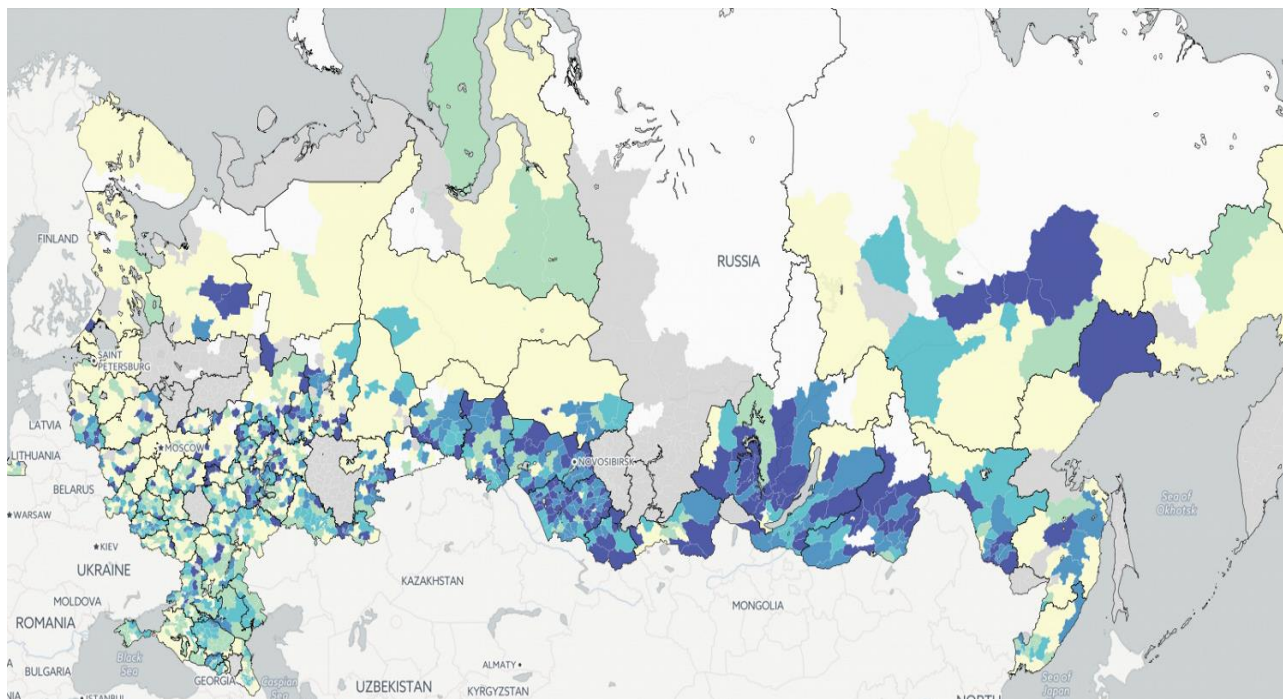 FINLAND
RUSSIA
SAINT
PETERSBURG
LATVIA
MOSCOW
LITHUANIA
NOVOSIBIRSK
BELARUS
WARSAW
Sea of
Okhotsk
KIEV
UKRAINE
KAZAKHSTAN
MONGOLIA
MOLDOVA
ROMANIA
Black
Sea
BULGARIA
GEORGIA
Caspian
Sea
ALMATY
UZBEKISTAN
KYRGYZSTAN
Sea of
Japan